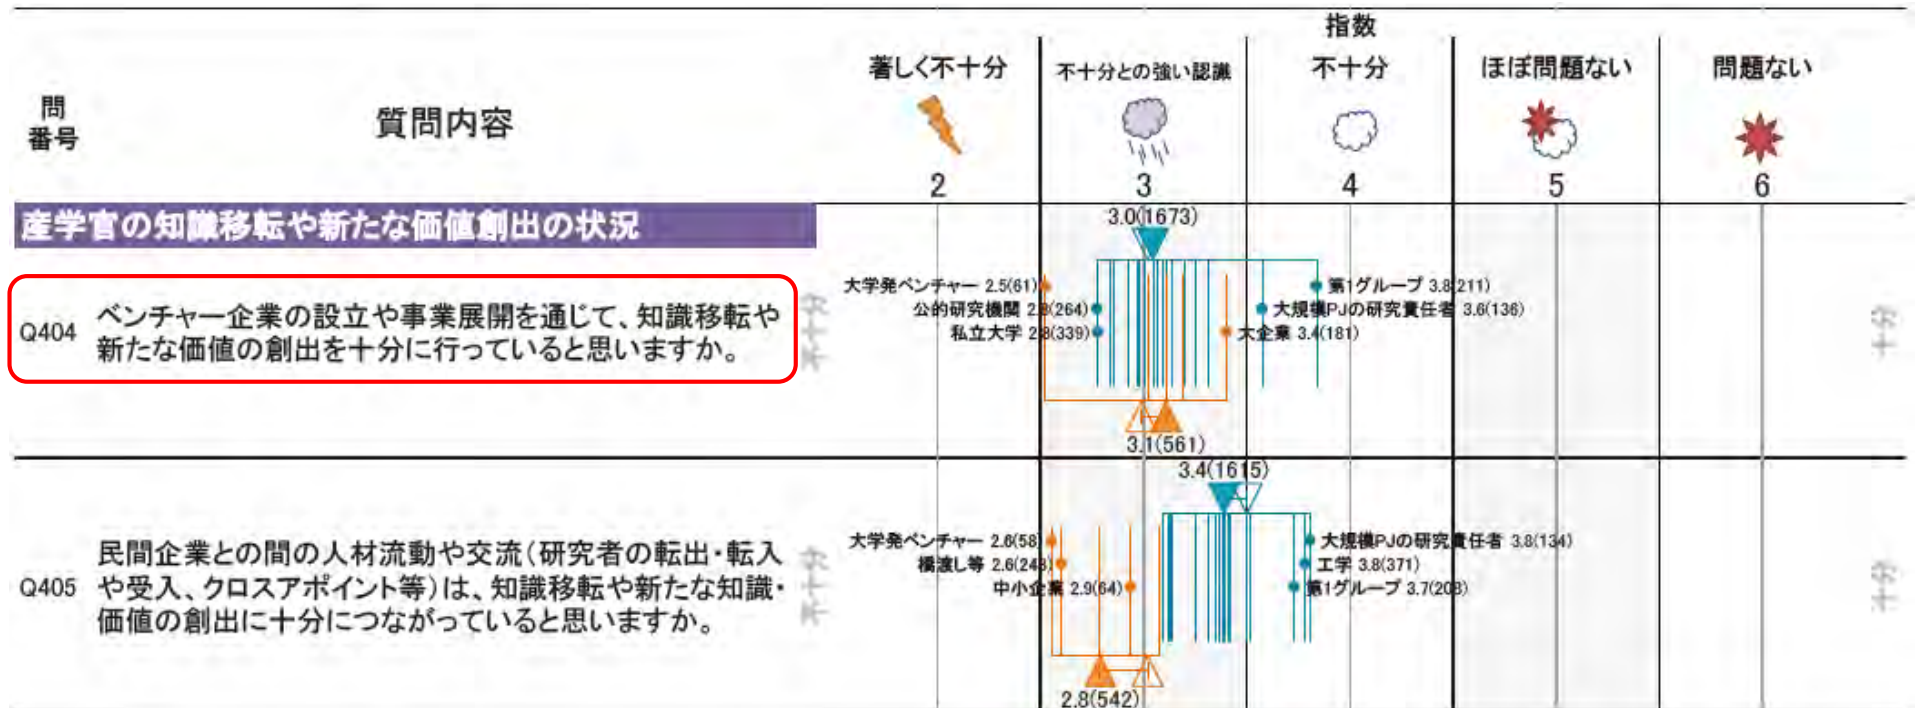 指数
著しく不十分
不十分との強い認識
不十分
ほぼ問題ない
問題ない
問
番号
質問内容
2
3
4
5
6
産学官の知識移転や新たな価値創出の状況
3.0(1673)
Q404
ベンチャー企業の設立や事業展開を通じて、知識移転や
新たな価値の創出を十分に行っていると思いますか。
不十分
大学発ベンチャー 2.5(61)
公的研究機関 2.8(264)
私立大学 2.8(339)
第1グループ 3.8(211)
大規模PJの研究責任者 3.6(136)
大企業 3.4(181)
十分
3.1(561)
3.4(1615)
Q405
民間企業との間の人材流動や交流(研究者の転出・転入
や受入、クロスアポイント等)は、知識移転や新たな知識・
価値の創出に十分につながっていると思いますか。
不十分
大学発ベンチャー 2.6(58)
橋渡し等
中小企業 2.9(64)
大規模PJの研究責任者 3.8(134)
工学 3.8(371)
第1グループ 3.7(208)
十分
2.8(542)